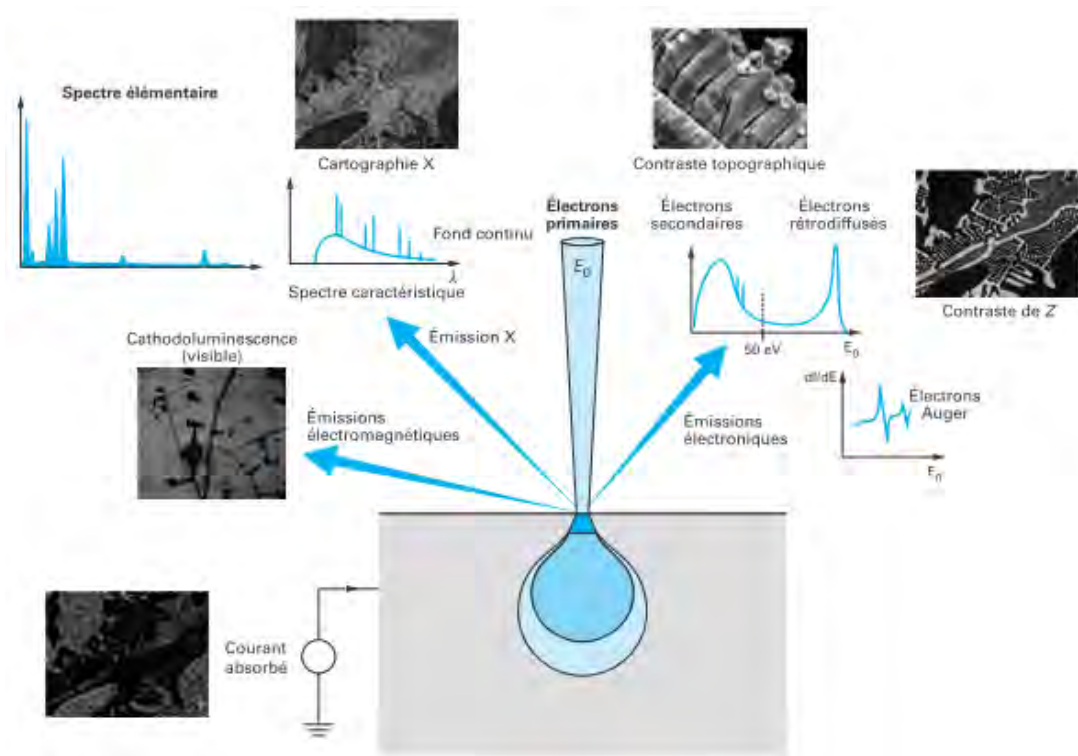 Spectre élémentaire
Cartographie X
Contraste topographique
Électrons
primaires
Électrons
secondaires
Électrons
rétrodiffusés
Fond continu
E₀
λ
Spectre caractéristique
Contraste de Z
50 eV
E₀
Émission X
Cathodoluminescence
(visible)
dI/dE
Électrons
Auger
Émissions
électromagnétiques
Émissions
électroniques
E₀
Courant
absorbé